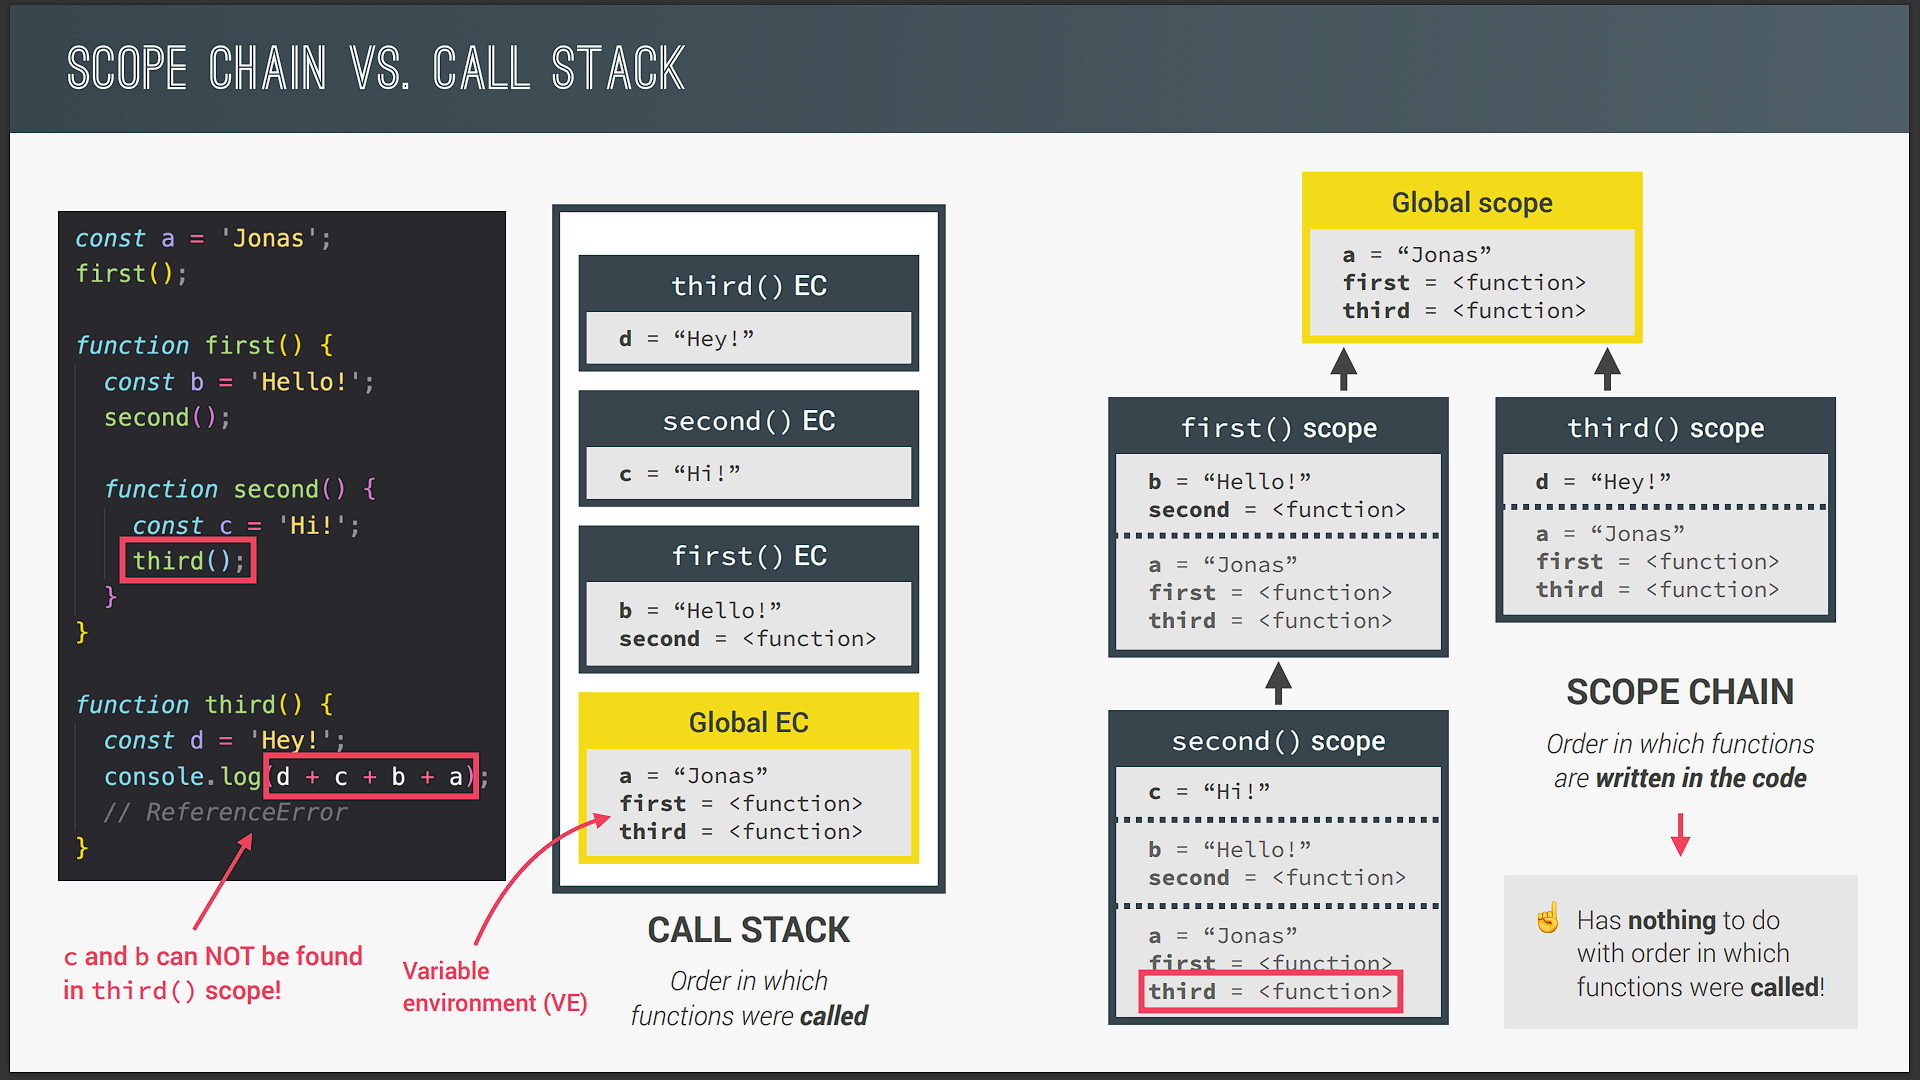 SCOPE CHAIN VS. CALL STACK
const a = 'Jonas';
first();
function first() {
const b = 'Hello!';
second();
function second() {
const c = 'Hi!';
third();
}
}
function third() {
const d = 'Hey!';
console.log(d + c + b + a);
// ReferenceError
}
c and b can NOT be found
in third() scope!
third() EC
d = “Hey!”
second() EC
c = “Hi!”
first() EC
b = “Hello!”
second = <function>
Global EC
a = “Jonas”
first = <function>
third = <function>
Variable
environment (VE)
CALL STACK
Order in which
functions were called
Global scope
a = “Jonas”
first = <function>
third = <function>
first() scope
b = “Hello!”
second = <function>
a = “Jonas”
first = <function>
third = <function>
second() scope
c = “Hi!”
b = “Hello!”
second = <function>
a = “Jonas”
first = <function>
third = <function>
third() scope
d = “Hey!”
a = “Jonas”
first = <function>
third = <function>
SCOPE CHAIN
Order in which functions
are written in the code
☝️ Has nothing to do
with order in which
functions were called!